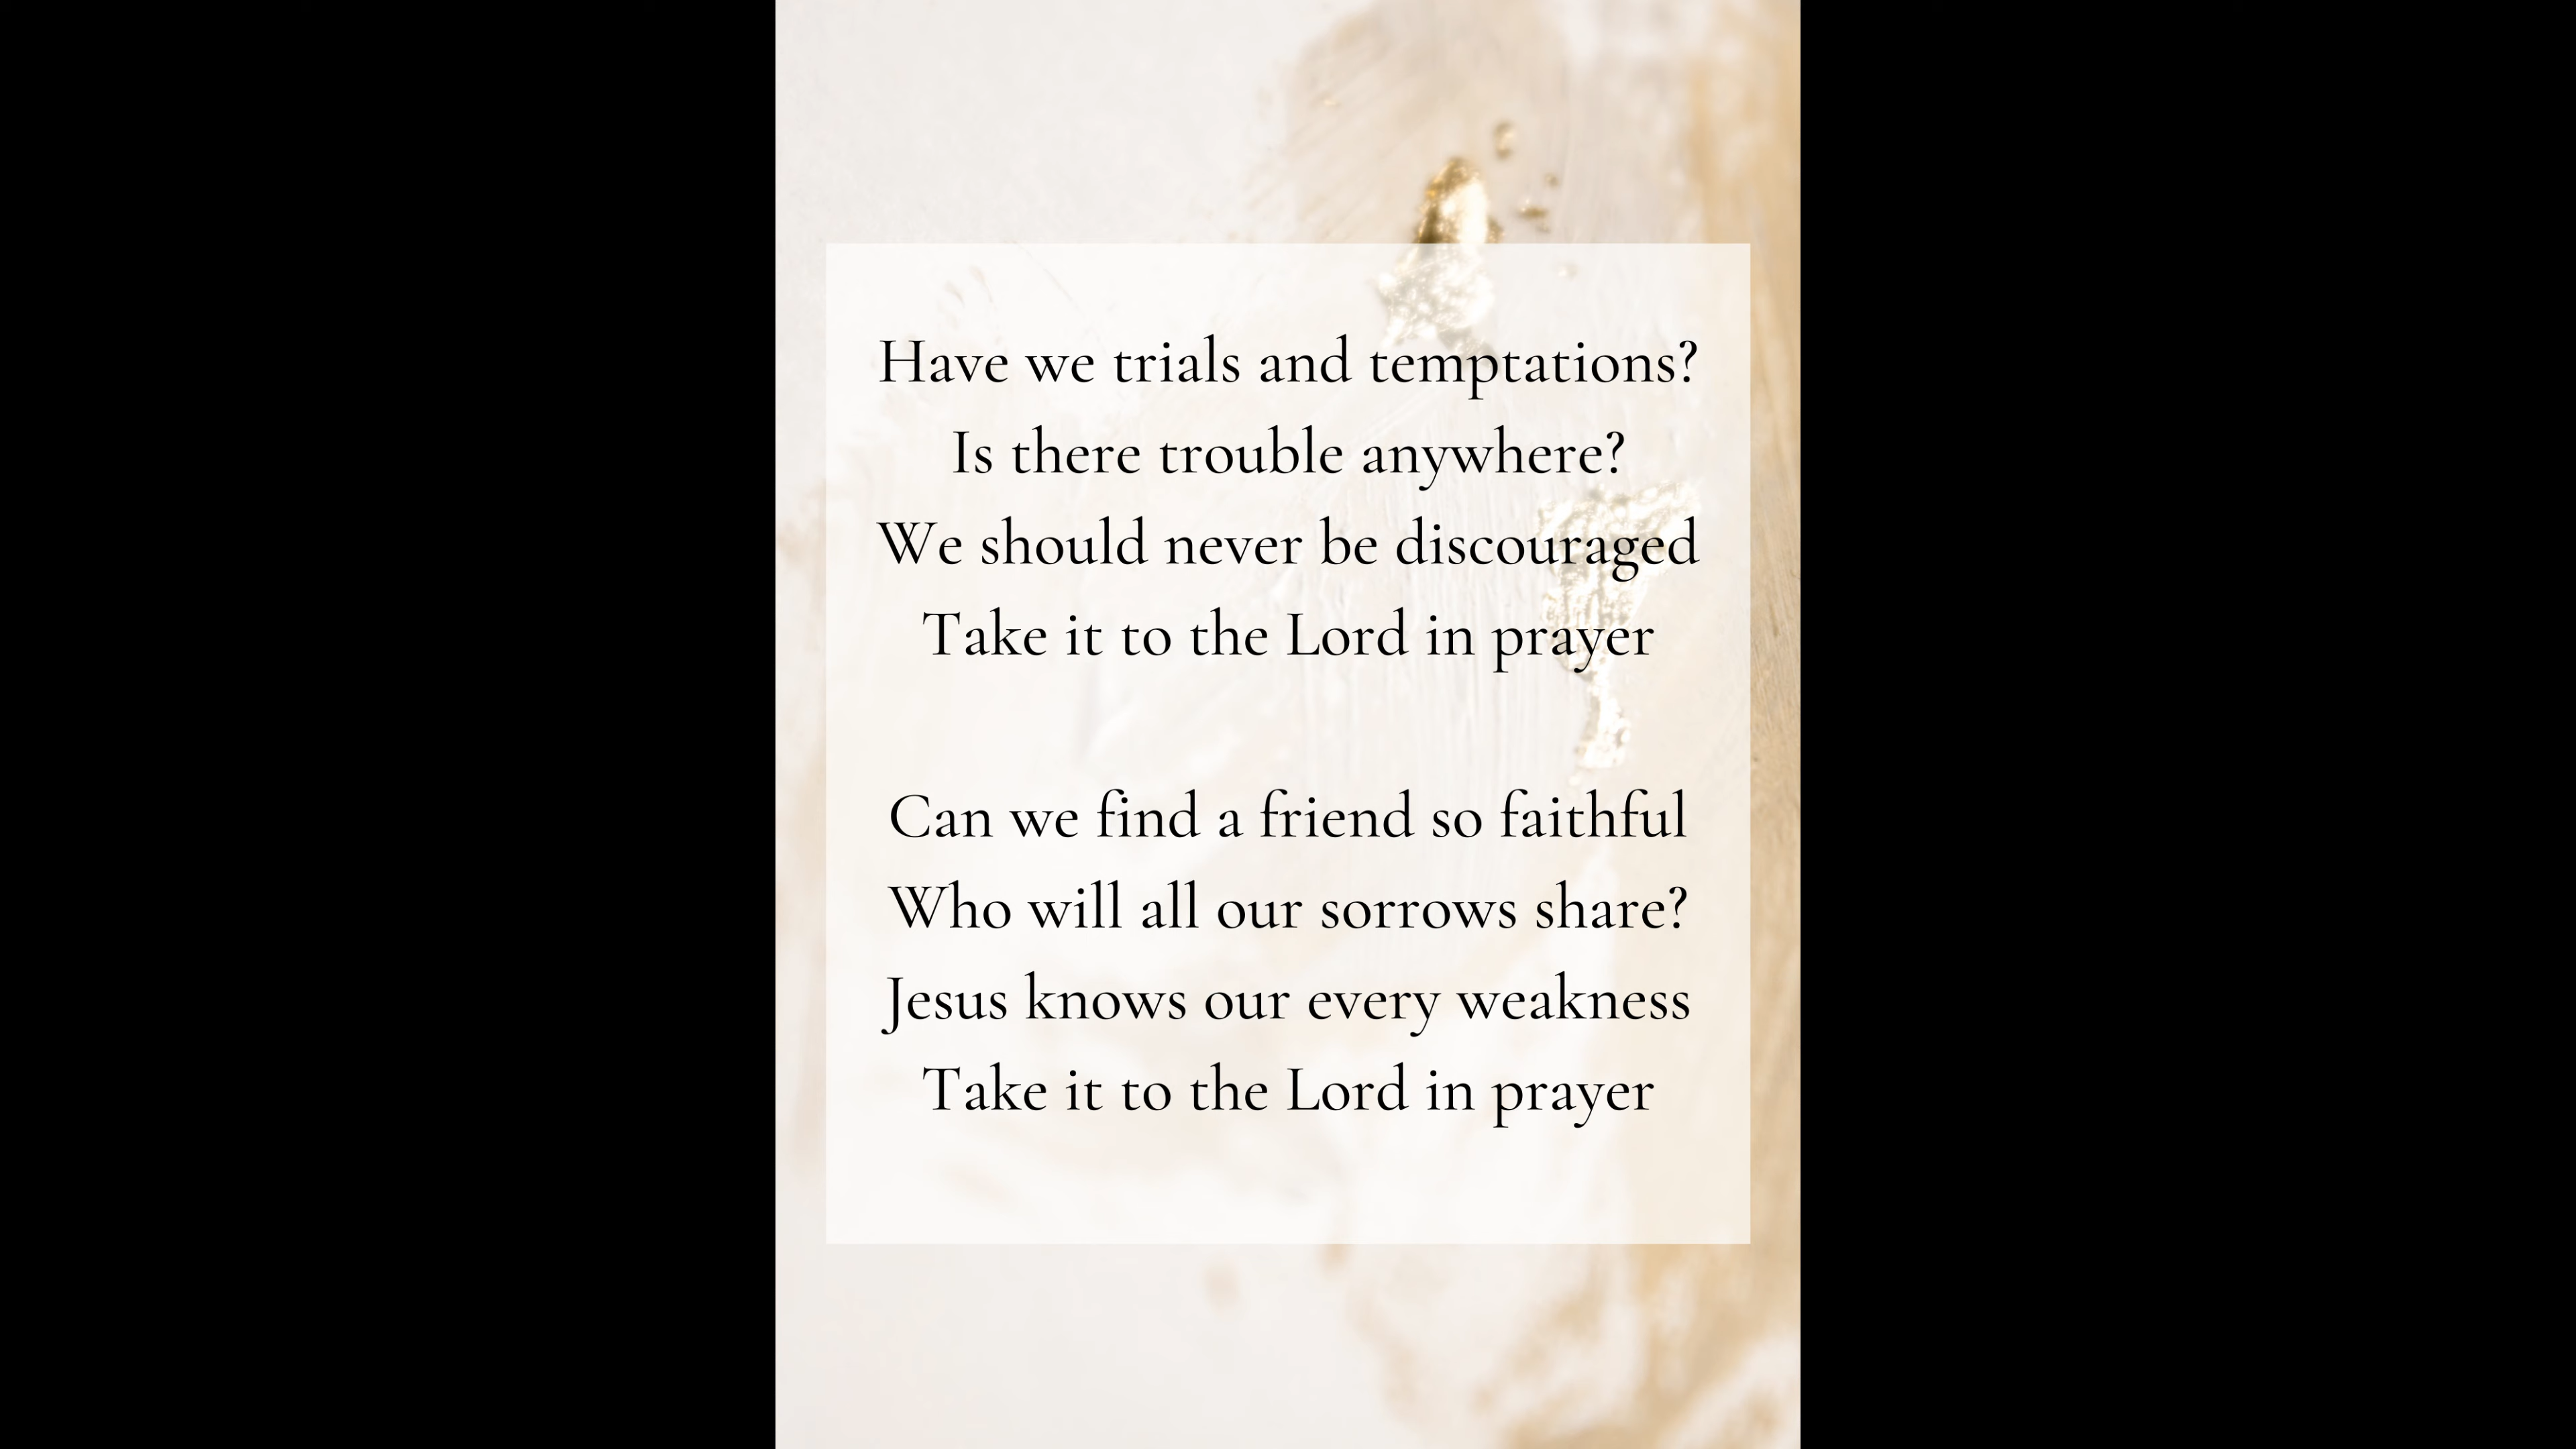 Have we trials and temptations?
Is there trouble anywhere?
We should never be discouraged
Take it to the Lord in prayer
Can we find a friend so faithful
Who will all our sorrows share?
Jesus knows our every weakness
Take it to the Lord in prayer